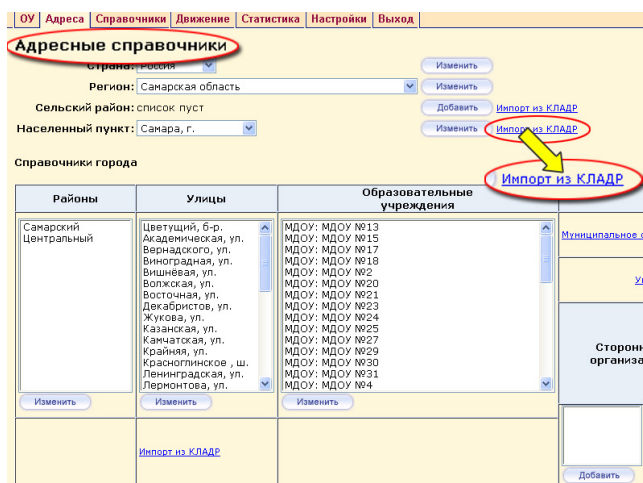 ОУ Адреса Справочники Движение Статистика Настройки Выход
Адресные справочники
Страна: Россия Изменить
Регион: Самарская область Изменить
Сельский район: список пуст Добавить Импорт из КЛАДР
Населенный пункт: Самара, г. Изменить Импорт из КЛАДР
Справочники города
Импорт из КЛАДР
Районы Улицы Образовательные учреждения
Самарский
Центральный
Изменить
Цветущий, б-р.
Академическая, ул.
Вернадского, ул.
Виноградная, ул.
Вишнёвая, ул.
Волжская, ул.
Восточная, ул.
Декабристов, ул.
Жукова, ул.
Казанская, ул.
Камчатская, ул.
Крайняя, ул.
Красноглинское , ш.
Ленинградская, ул.
Лермонтова, ул.
Изменить
Импорт из КЛАДР
МДОУ: МДОУ №13
МДОУ: МДОУ №15
МДОУ: МДОУ №17
МДОУ: МДОУ №18
МДОУ: МДОУ №2
МДОУ: МДОУ №20
МДОУ: МДОУ №21
МДОУ: МДОУ №23
МДОУ: МДОУ №24
МДОУ: МДОУ №25
МДОУ: МДОУ №27
МДОУ: МДОУ №29
МДОУ: МДОУ №30
МДОУ: МДОУ №31
МДОУ: МДОУ №4
Изменить
Муниципальное
Сторонн
организа
Добавить